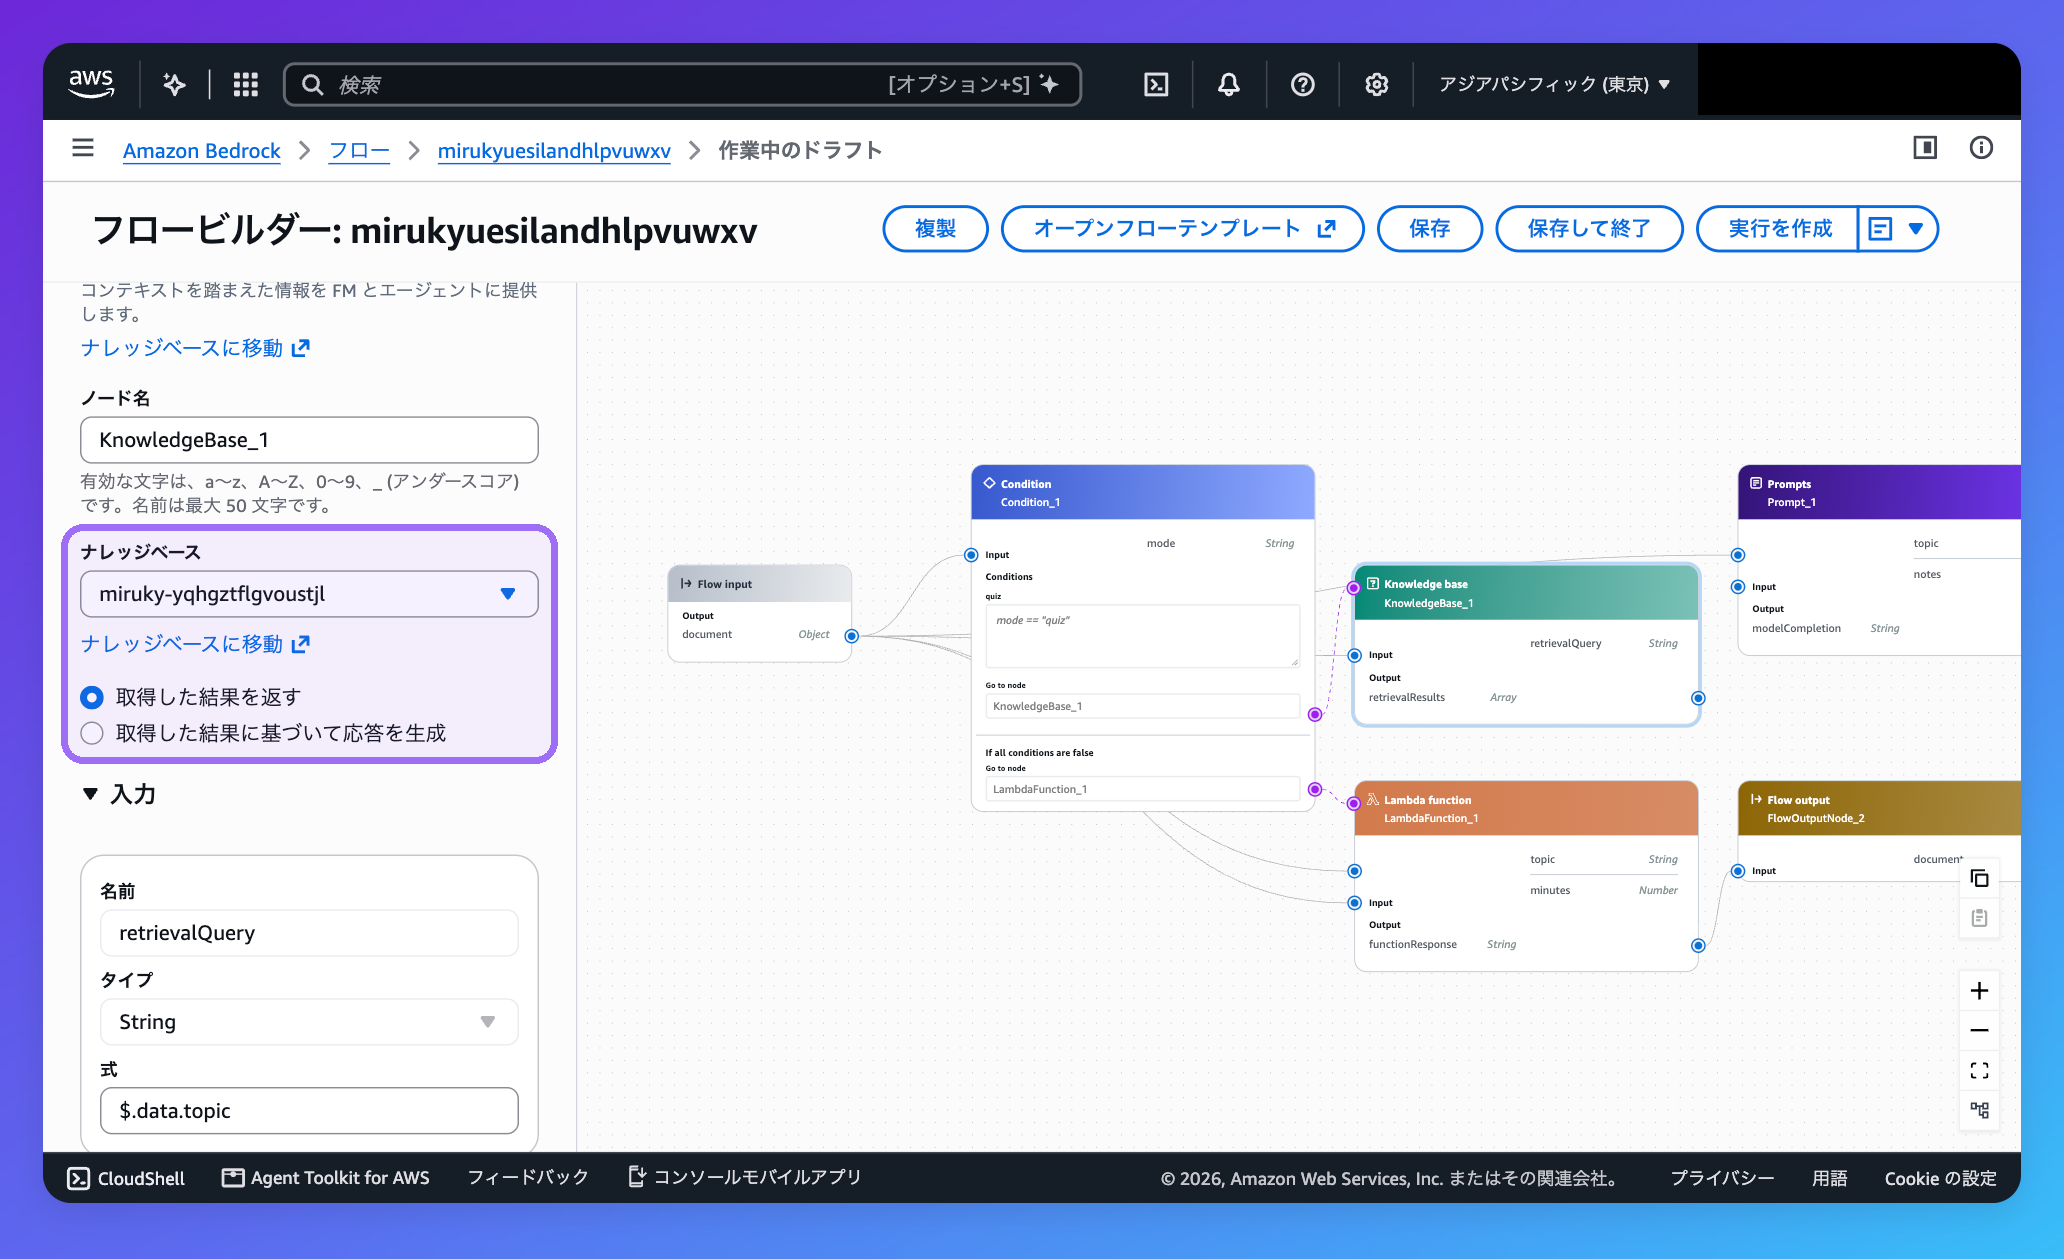 aws
検索
[オプション+S]
アジアパシフィック (東京) ▼
Amazon Bedrock
フロー
mirukyuesilandhlpvuwxv
作業中のドラフト
フロービルダー: mirukyuesilandhlpvuwxv
複製
オープンフローテンプレート
保存
保存して終了
実行を作成
コンテキストを踏まえた情報を FM とエージェントに提供
します。
ナレッジベースに移動
ノード名
KnowledgeBase_1
有効な文字は、a〜z、A〜Z、0〜9、_ (アンダースコア)
です。名前は最大 50 文字です。
ナレッジベース
miruky-yqhgztflgvoustjl
ナレッジベースに移動
取得した結果を返す
取得した結果に基づいて応答を生成
▼ 入力
名前
retrievalQuery
タイプ
String
式
$.data.topic
Flow input
Output
document Object
Condition
Condition_1
mode String
Input
Conditions
quiz
mode == "quiz"
Go to node
KnowledgeBase_1
If all conditions are false
Go to node
LambdaFunction_1
Knowledge base
KnowledgeBase_1
retrievalQuery String
Input
Output
retrievalResults Array
Lambda function
LambdaFunction_1
topic String
minutes Number
Input
Output
functionResponse String
Prompts
Prompt_1
topic
notes
Input
Output
modelCompletion String
Flow output
FlowOutputNode_2
document
Input
CloudShell
Agent Toolkit for AWS
フィードバック
コンソールモバイルアプリ
© 2026, Amazon Web Services, Inc. またはその関連会社。
プライバシー
用語
Cookie の設定